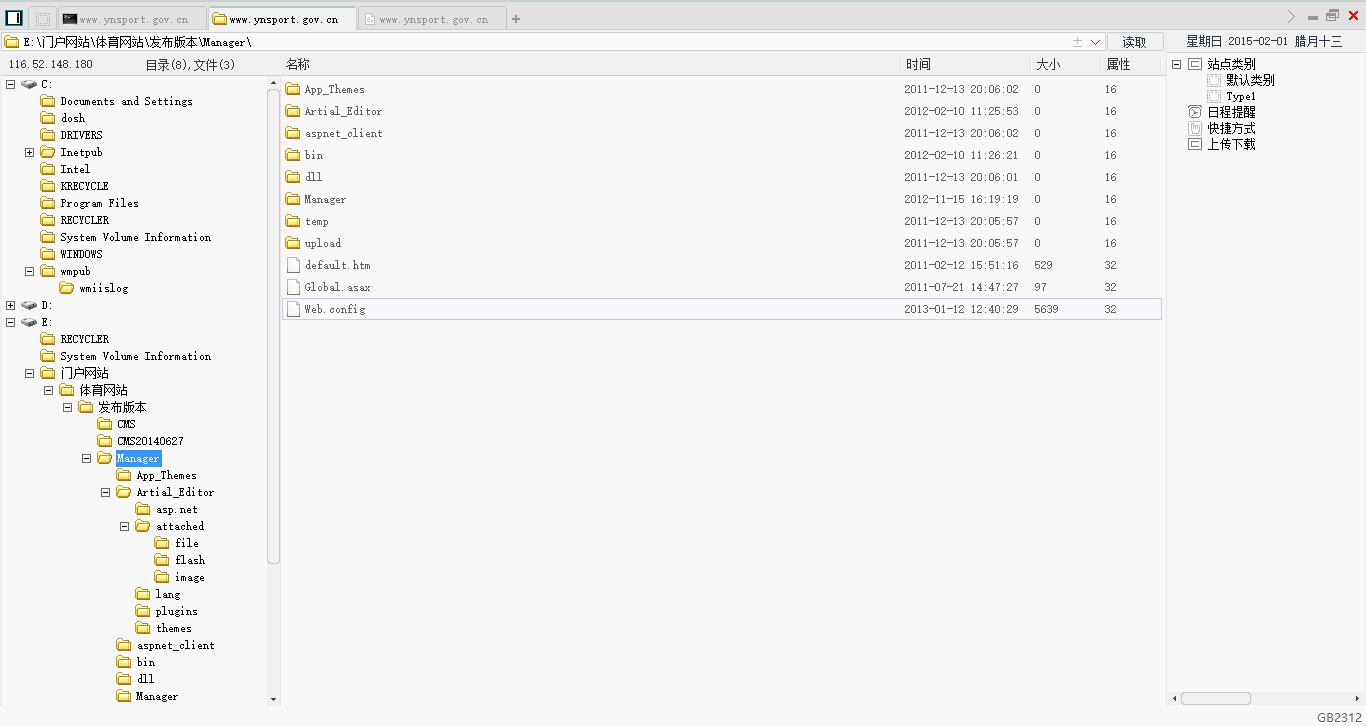 www.ynsport.gov.cn www.ynsport.gov.cn www.ynsport.gov.cn
E:\门户网站\体育网站\发布版本\Manager\ 读取 星期日 2015-02-01 腊月十三
116.52.148.180 目录(8),文件(3)
名称 时间 大小 属性
App_Themes 2011-12-13 20:06:02 0 16
Artial_Editor 2012-02-10 11:25:53 0 16
aspnet_client 2011-12-13 20:06:02 0 16
bin 2012-02-10 11:26:21 0 16
dll 2011-12-13 20:06:01 0 16
Manager 2012-11-15 16:19:19 0 16
temp 2011-12-13 20:05:57 0 16
upload 2011-12-13 20:05:57 0 16
default.htm 2011-02-12 15:51:16 529 32
Global.asax 2011-07-21 14:47:27 97 32
Web.config 2013-01-12 12:40:29 5639 32
C:
Documents and Settings
dosh
DRIVERS
Inetpub
Intel
KRECYCLE
Program Files
RECYCLER
System Volume Information
WINDOWS
wmpub
wmiislog
D:
E:
RECYCLER
System Volume Information
门户网站
体育网站
发布版本
CMS
CMS20140627
Manager
App_Themes
Artial_Editor
asp.net
attached
file
flash
image
lang
plugins
themes
aspnet_client
bin
dll
Manager
站点类别
默认类别
Type1
日程提醒
快捷方式
上传下载
GB2312